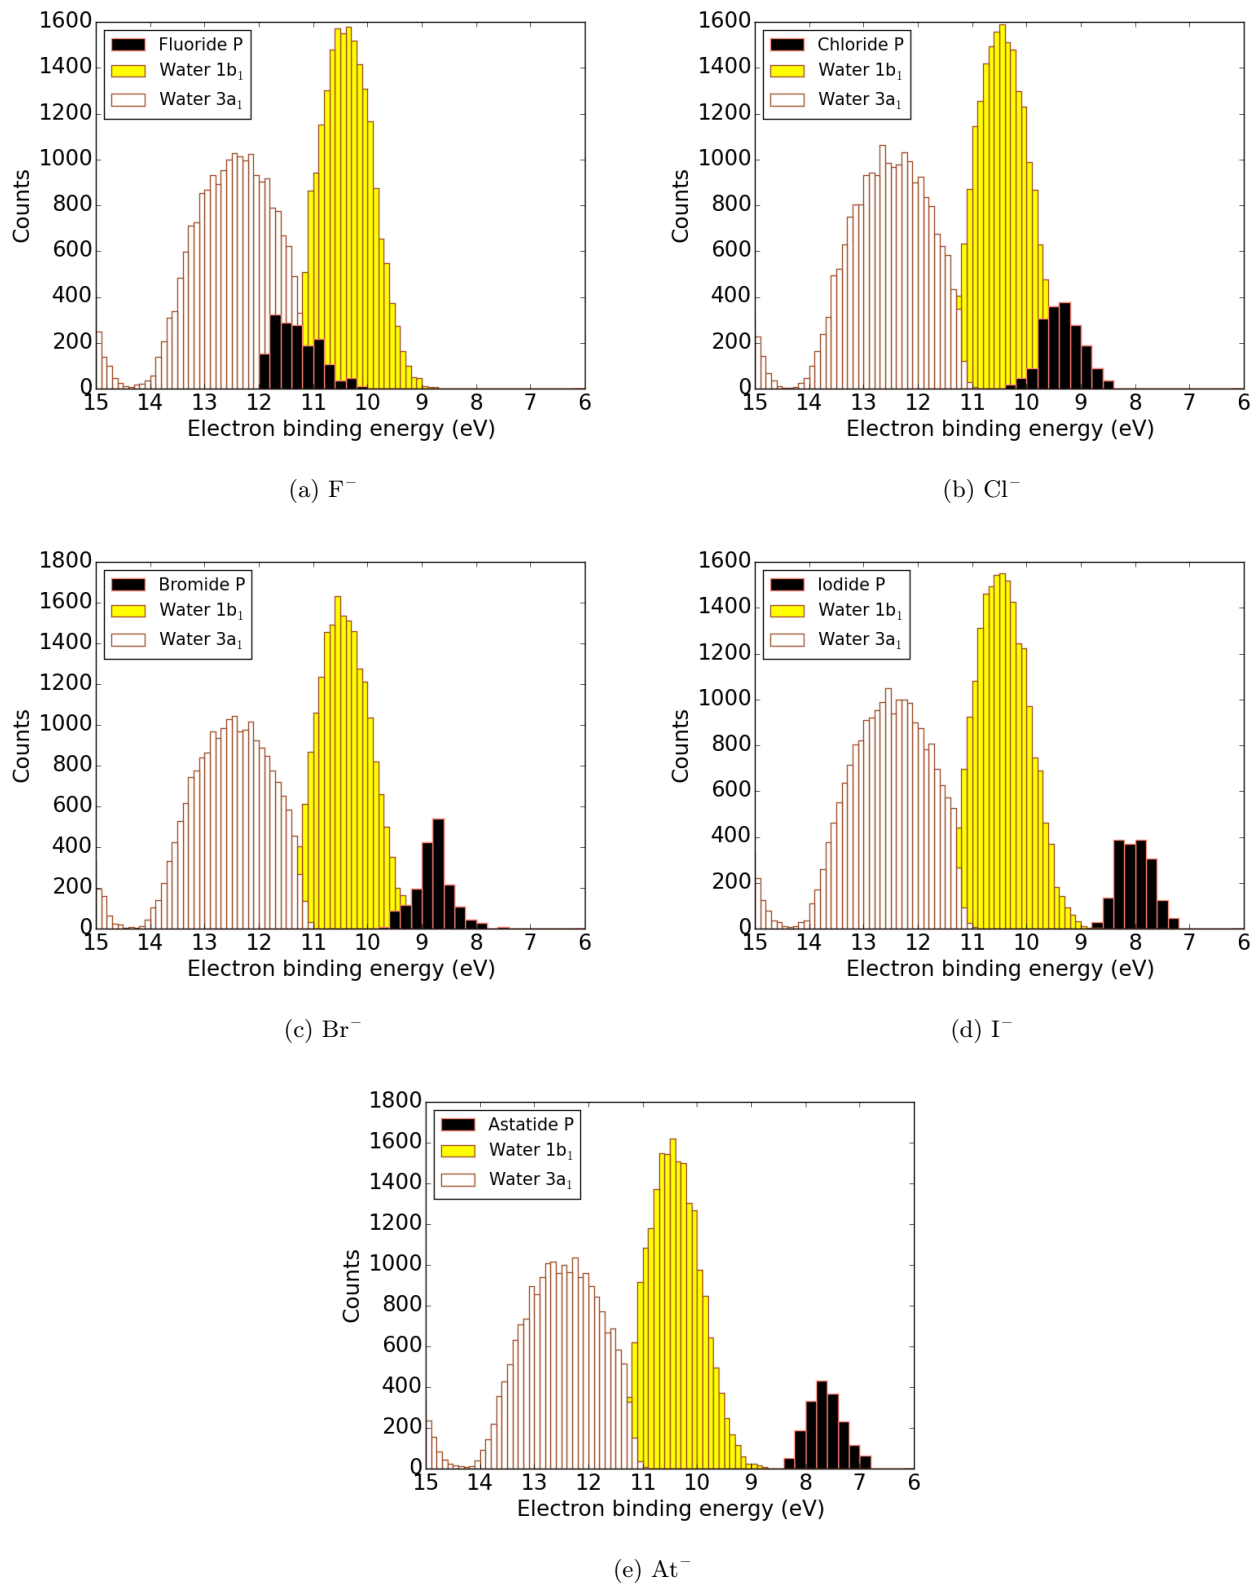 1600
1400
1200
1000
800
600
400
200
0
Counts
Fluoride P
Water 1b₁
Water 3a₁
15 14 13 12 11 10 9 8 7 6
Electron binding energy (eV)
(a) F⁻
1600
1400
1200
1000
800
600
400
200
0
Counts
Chloride P
Water 1b₁
Water 3a₁
15 14 13 12 11 10 9 8 7 6
Electron binding energy (eV)
(b) Cl⁻
1800
1600
1400
1200
1000
800
600
400
200
0
Counts
Bromide P
Water 1b₁
Water 3a₁
15 14 13 12 11 10 9 8 7 6
Electron binding energy (eV)
(c) Br⁻
1600
1400
1200
1000
800
600
400
200
0
Counts
Iodide P
Water 1b₁
Water 3a₁
15 14 13 12 11 10 9 8 7 6
Electron binding energy (eV)
(d) I⁻
1800
1600
1400
1200
1000
800
600
400
200
0
Counts
Astatide P
Water 1b₁
Water 3a₁
15 14 13 12 11 10 9 8 7 6
Electron binding energy (eV)
(e) At⁻